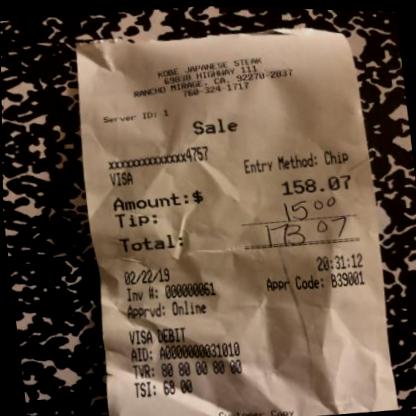 KOBE JAPANESE STEAK
69838 HIGHWAY 111
RANCHO MIRAGE, CA. 92270-2837
760-324-1717
Server ID: 1
Sale
xxxxxxxxxxxxx4757
VISA Entry Method: Chip
Amount:$ 158.07
Tip: 15 00
Total: 173 07
02/22/19 20:31:12
Inv #: 000000061 Appr Code: B39001
Apprvd: Online
VISA DEBIT
AID: A0000000031010
TVR: 80 80 00 80 00
TSI: 68 00
Customer Copy